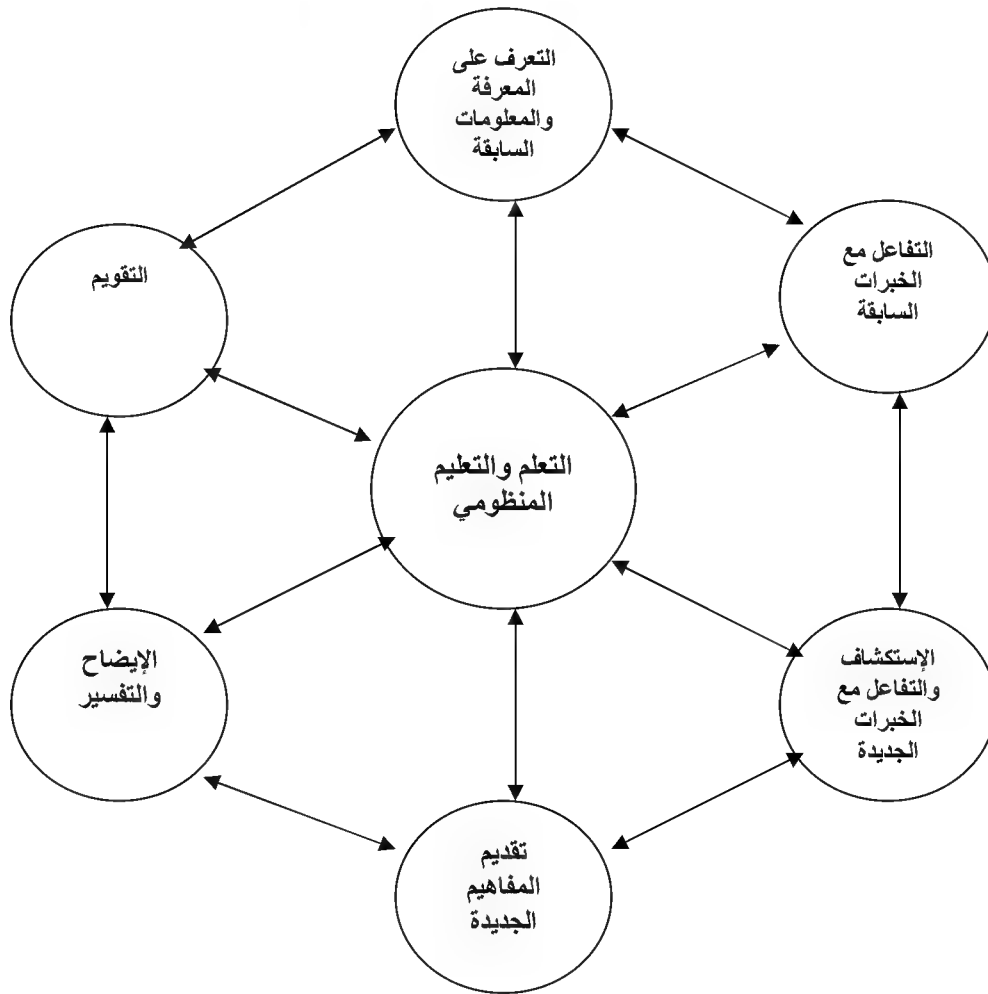 التعرف على
المعرفة
والمعلومات
السابقة
التفاعل مع
الخبرات
السابقة
التقويم
التعلم والتعليم
المنظومي
الإستكشاف
والتفاعل مع
الخبرات
الجديدة
الإيضاح
والتفسير
تقديم
المفاهيم
الجديدة